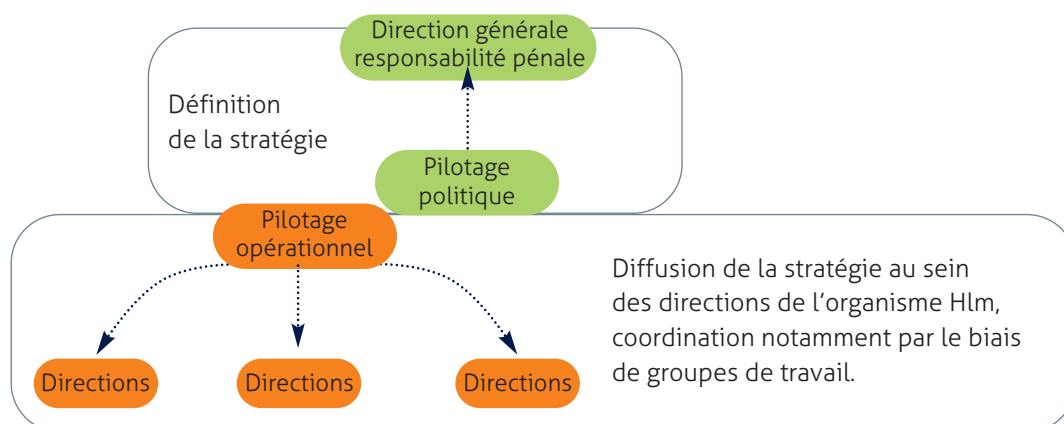 Direction générale
responsabilité pénale
Définition
de la stratégie
Pilotage
politique
Pilotage
opérationnel
Diffusion de la stratégie au sein
des directions de l’organisme Hlm,
coordination notamment par le biais
de groupes de travail.
Directions
Directions
Directions